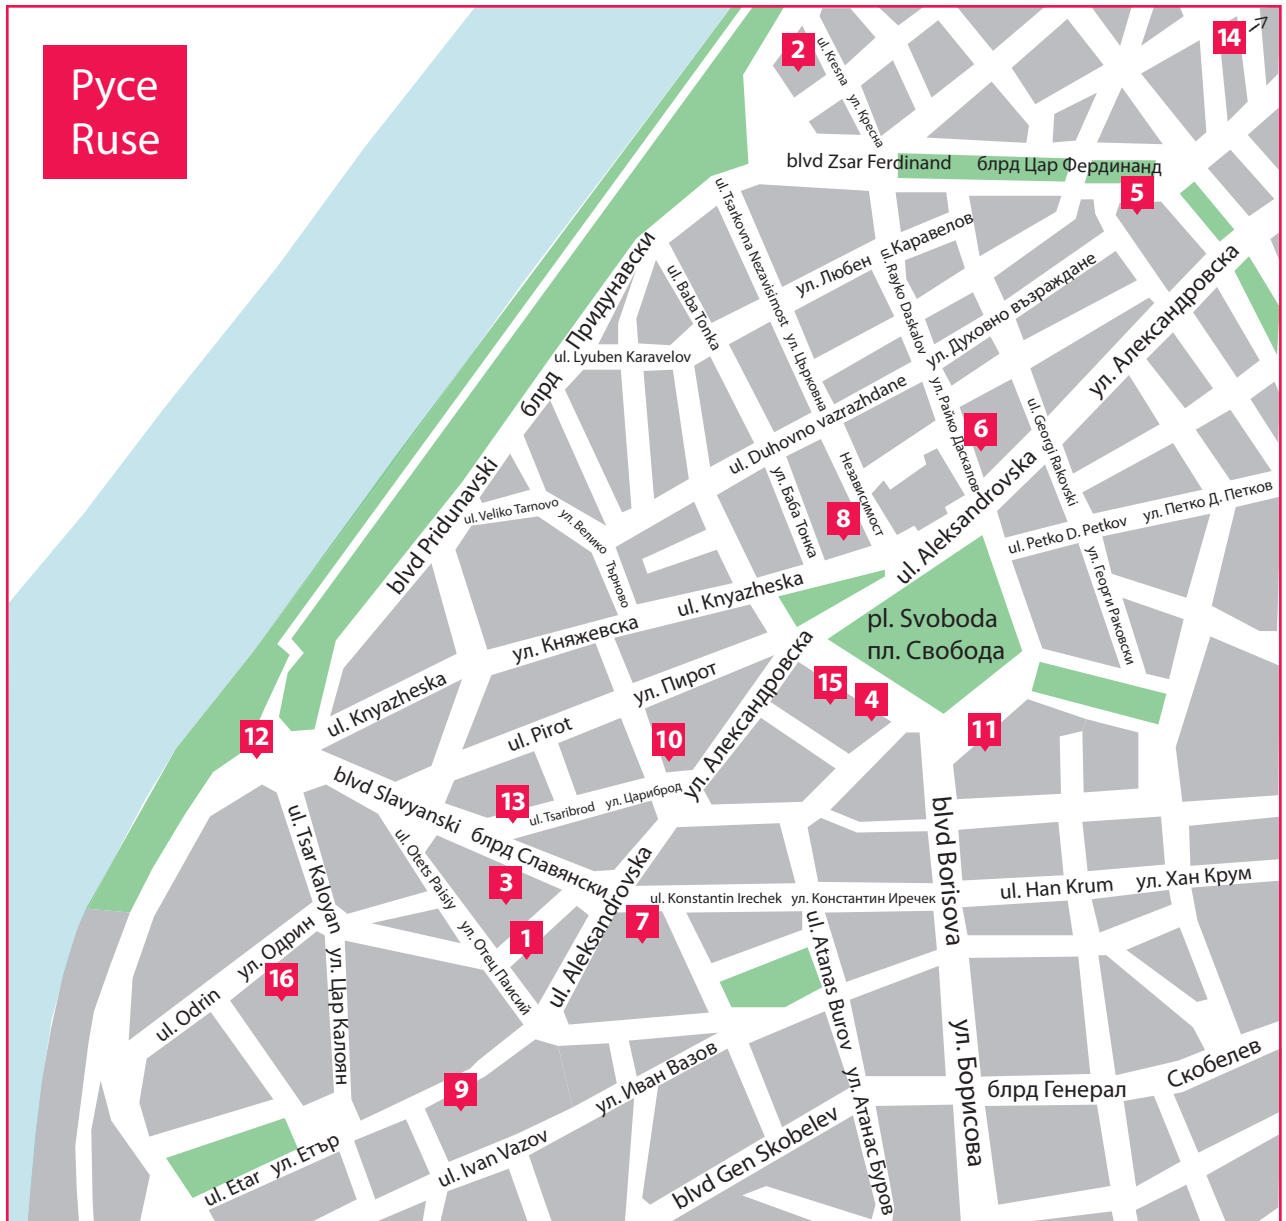 Русе
Ruse
14
2
ul. Kresna ул. Кресна
blvd Zsar Ferdinand блрд Цар Фердинанд
5
ul. Tsarkovna Nezavisimost ул. Църковна Независимост
ул. Любен Каравелов
ul. Lyuben Karavelov
ul. Rayko Daskalov ул. Райко Даскалов
ul. Baba Tonka
ул. Баба Тонка
блрд Придунавски
blvd Pridunavski
ул. Духовно възраждане
ul. Duhovno vazrazhdane
ул. Александровска
ul. Aleksandrovska
6
ul. Georgi Rakovski
ул. Георги Раковски
8
ul. Veliko Tarnovo
ул. Велико Търново
ul. Petko D. Petkov ул. Петко Д. Петков
ul. Knyazheska
ул. Княжевска
ul. Knyazheska
pl. Svoboda
пл. Свобода
ул. Пирот
ul. Pirot
15
4
11
12
10
ул. Александровска
13
ul. Tsaribrod ул. Цариброд
blvd Slavyanski блрд Славянски
ul. Tsar Kaloyan ул. Цар Калоян
ul. Otets Paisiy ул. Отец Паисий
blvd Borisova
ул. Борисова
3
7
1
ul. Konstantin Irechek ул. Константин Иречек
ul. Han Krum ул. Хан Крум
ul. Aleksandrovska
ul. Atanas Burov ул. Атанас Буров
ul. Odrin ул. Одрин
16
9
ul. Ivan Vazov ул. Иван Вазов
blvd Gen Skobelev
блрд Генерал Скобелев
ul. Etar ул. Етър